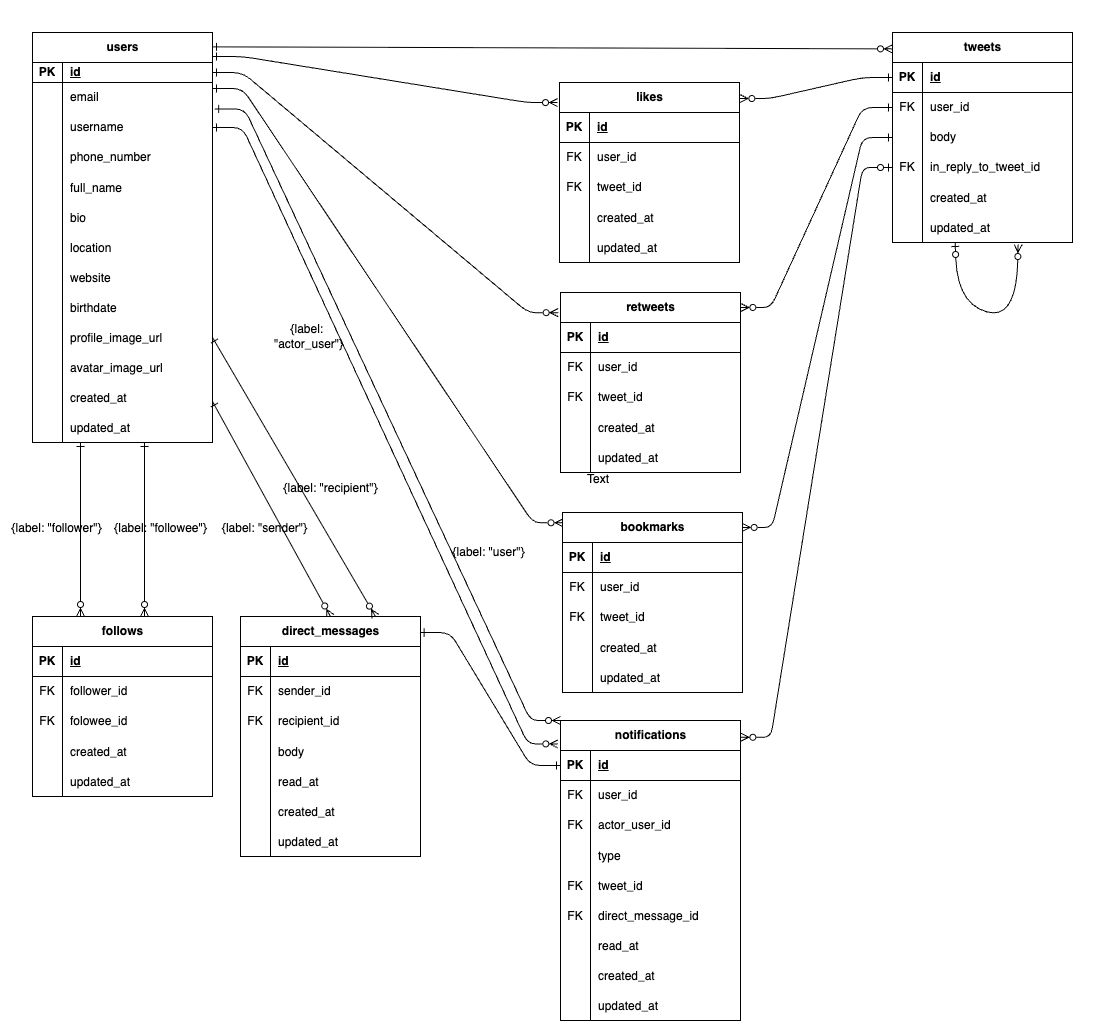 users
PK id
email
username
phone_number
full_name
bio
location
website
birthdate
profile_image_url
avatar_image_url
created_at
updated_at
tweets
PK id
FK user_id
body
FK in_reply_to_tweet_id
created_at
updated_at
likes
PK id
FK user_id
FK tweet_id
created_at
updated_at
retweets
PK id
FK user_id
FK tweet_id
created_at
updated_at
Text
{label:
"actor_user"}
{label: "recipient"}
{label: "follower"}
{label: "followee"}
{label: "sender"}
{label: "user"}
bookmarks
PK id
FK user_id
FK tweet_id
created_at
updated_at
follows
PK id
FK follower_id
FK folowee_id
created_at
updated_at
direct_messages
PK id
FK sender_id
FK recipient_id
body
read_at
created_at
updated_at
notifications
PK id
FK user_id
FK actor_user_id
type
FK tweet_id
FK direct_message_id
read_at
created_at
updated_at